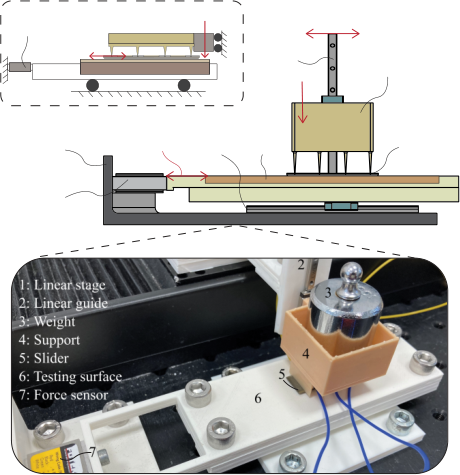 1: Linear stage
2: Linear guide
3: Weight
4: Support
5: Slider
6: Testing surface
7: Force sensor
2
3
4
5
6
7